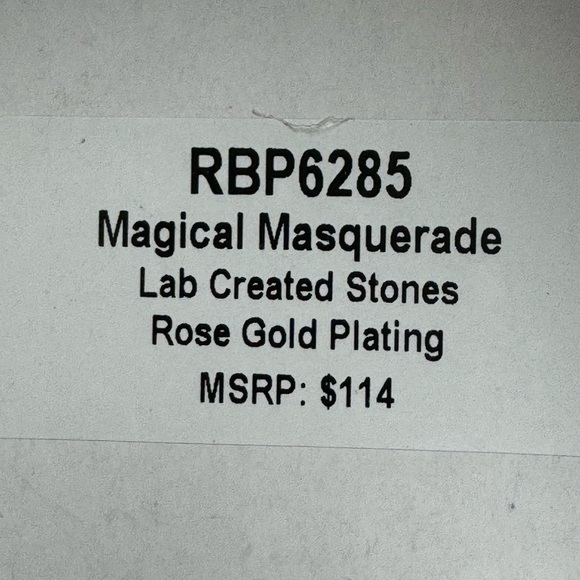 RBP6285
Magical Masquerade
Lab Created Stones
Rose Gold Plating
MSRP: $114